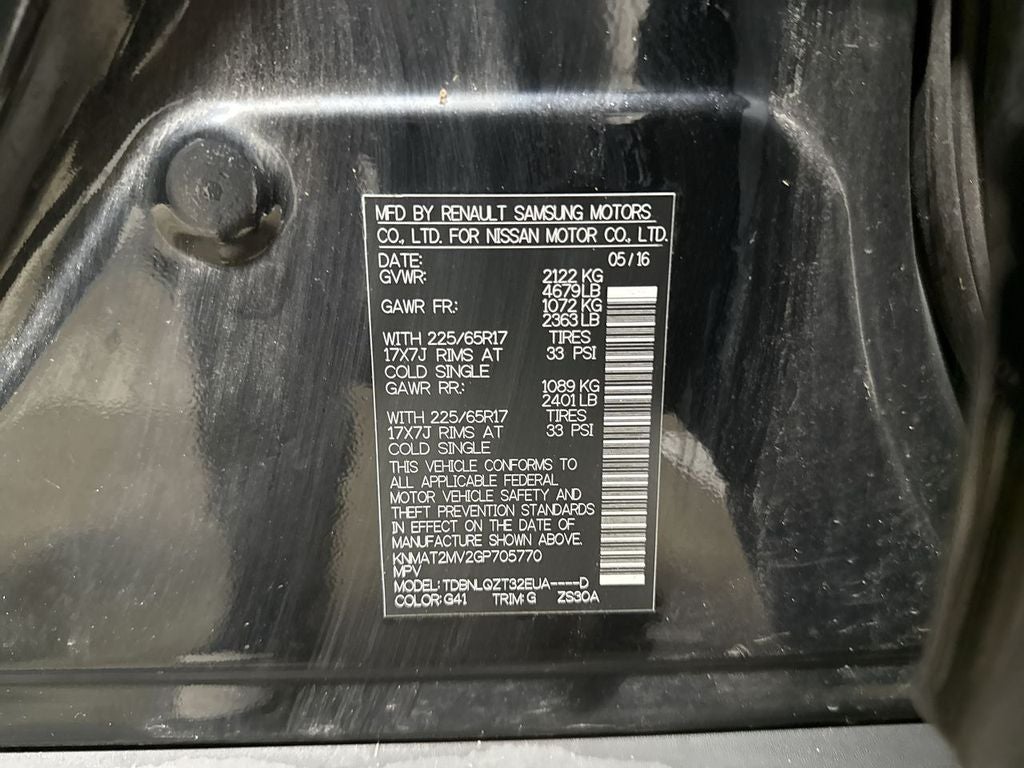 MFD BY RENAULT SAMSUNG MOTORS
CO., LTD. FOR NISSAN MOTOR CO., LTD.
DATE: 05/16
GVWR: 2122 KG
4679 LB
GAWR FR.: 1072 KG
2363 LB
WITH 225/65R17 TIRES
17X7J RIMS AT 33 PSI
COLD SINGLE
GAWR RR.: 1089 KG
2401 LB
WITH 225/65R17 TIRES
17X7J RIMS AT 33 PSI
COLD SINGLE
THIS VEHICLE CONFORMS TO
ALL APPLICABLE FEDERAL
MOTOR VEHICLE SAFETY AND
THEFT PREVENTION STANDARDS
IN EFFECT ON THE DATE OF
MANUFACTURE SHOWN ABOVE.
KNMAT2MV2GP705770
MPV
MODEL: TDBNLQZT32EUA----D
COLOR: G41 TRIM: G ZS30A